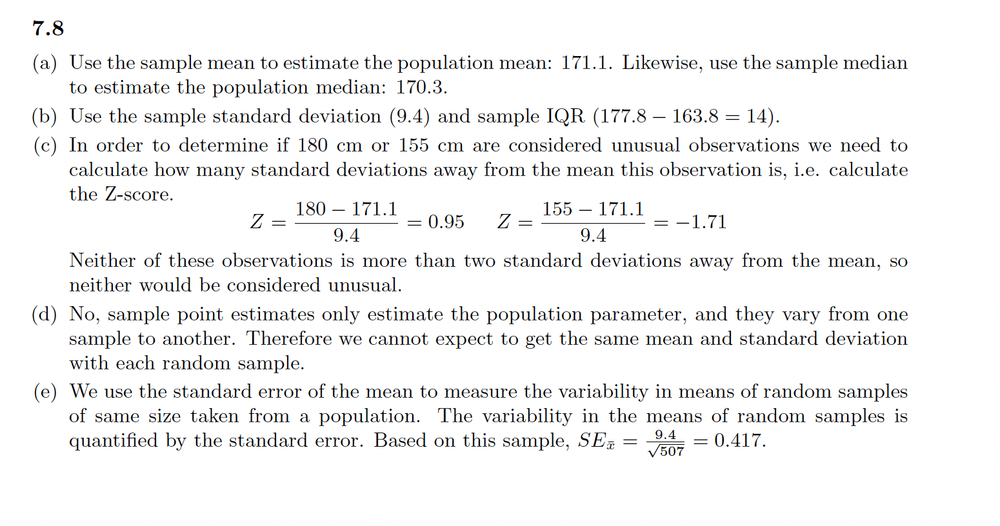 7.8
(a) Use the sample mean to estimate the population mean: 171.1. Likewise, use the sample median
to estimate the population median: 170.3.
(b) Use the sample standard deviation (9.4) and sample IQR (177.8 − 163.8 = 14).
(c) In order to determine if 180 cm or 155 cm are considered unusual observations we need to
calculate how many standard deviations away from the mean this observation is, i.e. calculate
the Z-score.
Z = \frac{180 − 171.1}{9.4} = 0.95 Z = \frac{155 − 171.1}{9.4} = −1.71
Neither of these observations is more than two standard deviations away from the mean, so
neither would be considered unusual.
(d) No, sample point estimates only estimate the population parameter, and they vary from one
sample to another. Therefore we cannot expect to get the same mean and standard deviation
with each random sample.
(e) We use the standard error of the mean to measure the variability in means of random samples
of same size taken from a population. The variability in the means of random samples is
quantified by the standard error. Based on this sample, SE_{\bar{x}} = \frac{9.4}{\sqrt{507}} = 0.417.